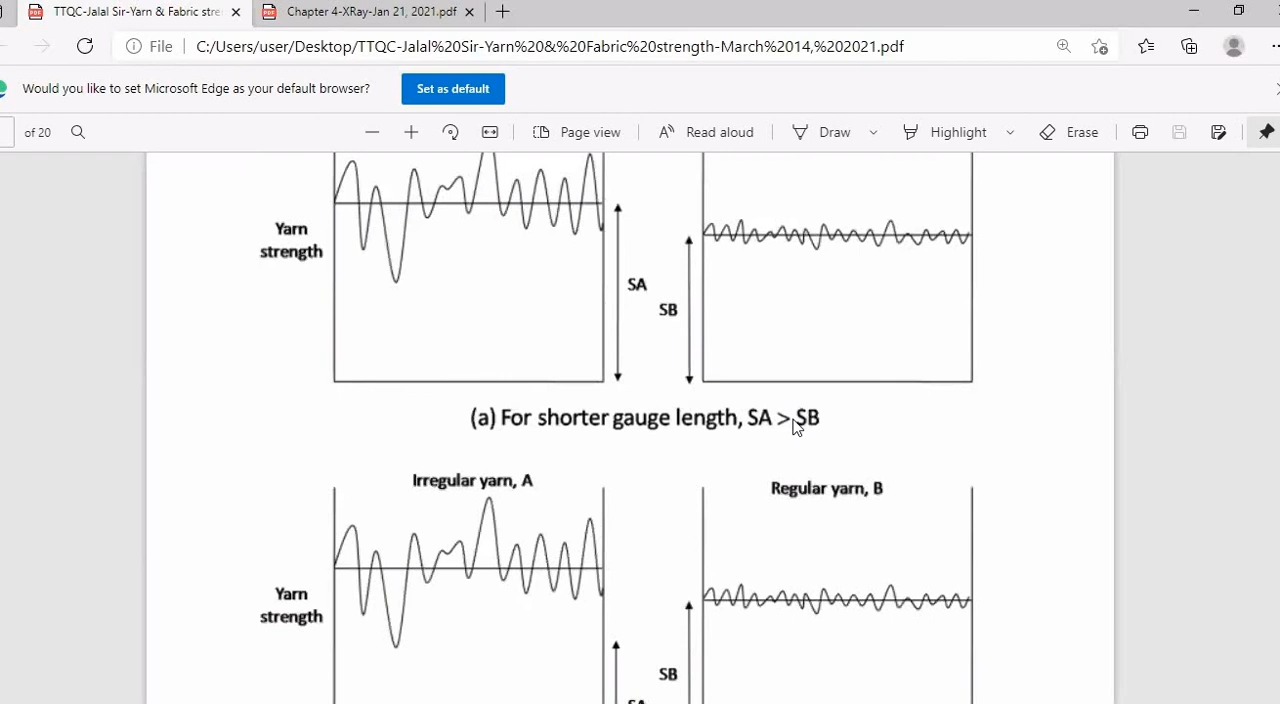 TTQC-Jalal Sir-Yarn & Fabric stre
Chapter 4-XRay-Jan 21, 2021.pdf
File
C:/Users/user/Desktop/TTQC-Jalal%20Sir-Yarn%20&%20Fabric%20strength-March%2014,%202021.pdf
Would you like to set Microsoft Edge as your default browser?
Set as default
of 20
Page view
Read aloud
Draw
Highlight
Erase
Yarn
strength
SA
SB
(a) For shorter gauge length, SA > SB
Irregular yarn, A
Regular yarn, B
Yarn
strength
SB